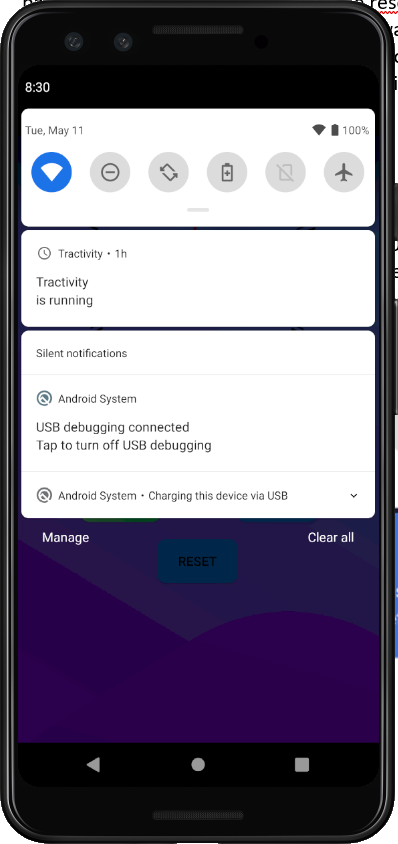 8:30
Tue, May 11
100%
Tractivity • 1h
Tractivity
is running
Silent notifications
Android System
USB debugging connected
Tap to turn off USB debugging
Android System • Charging this device via USB
Manage
Clear all
RESET